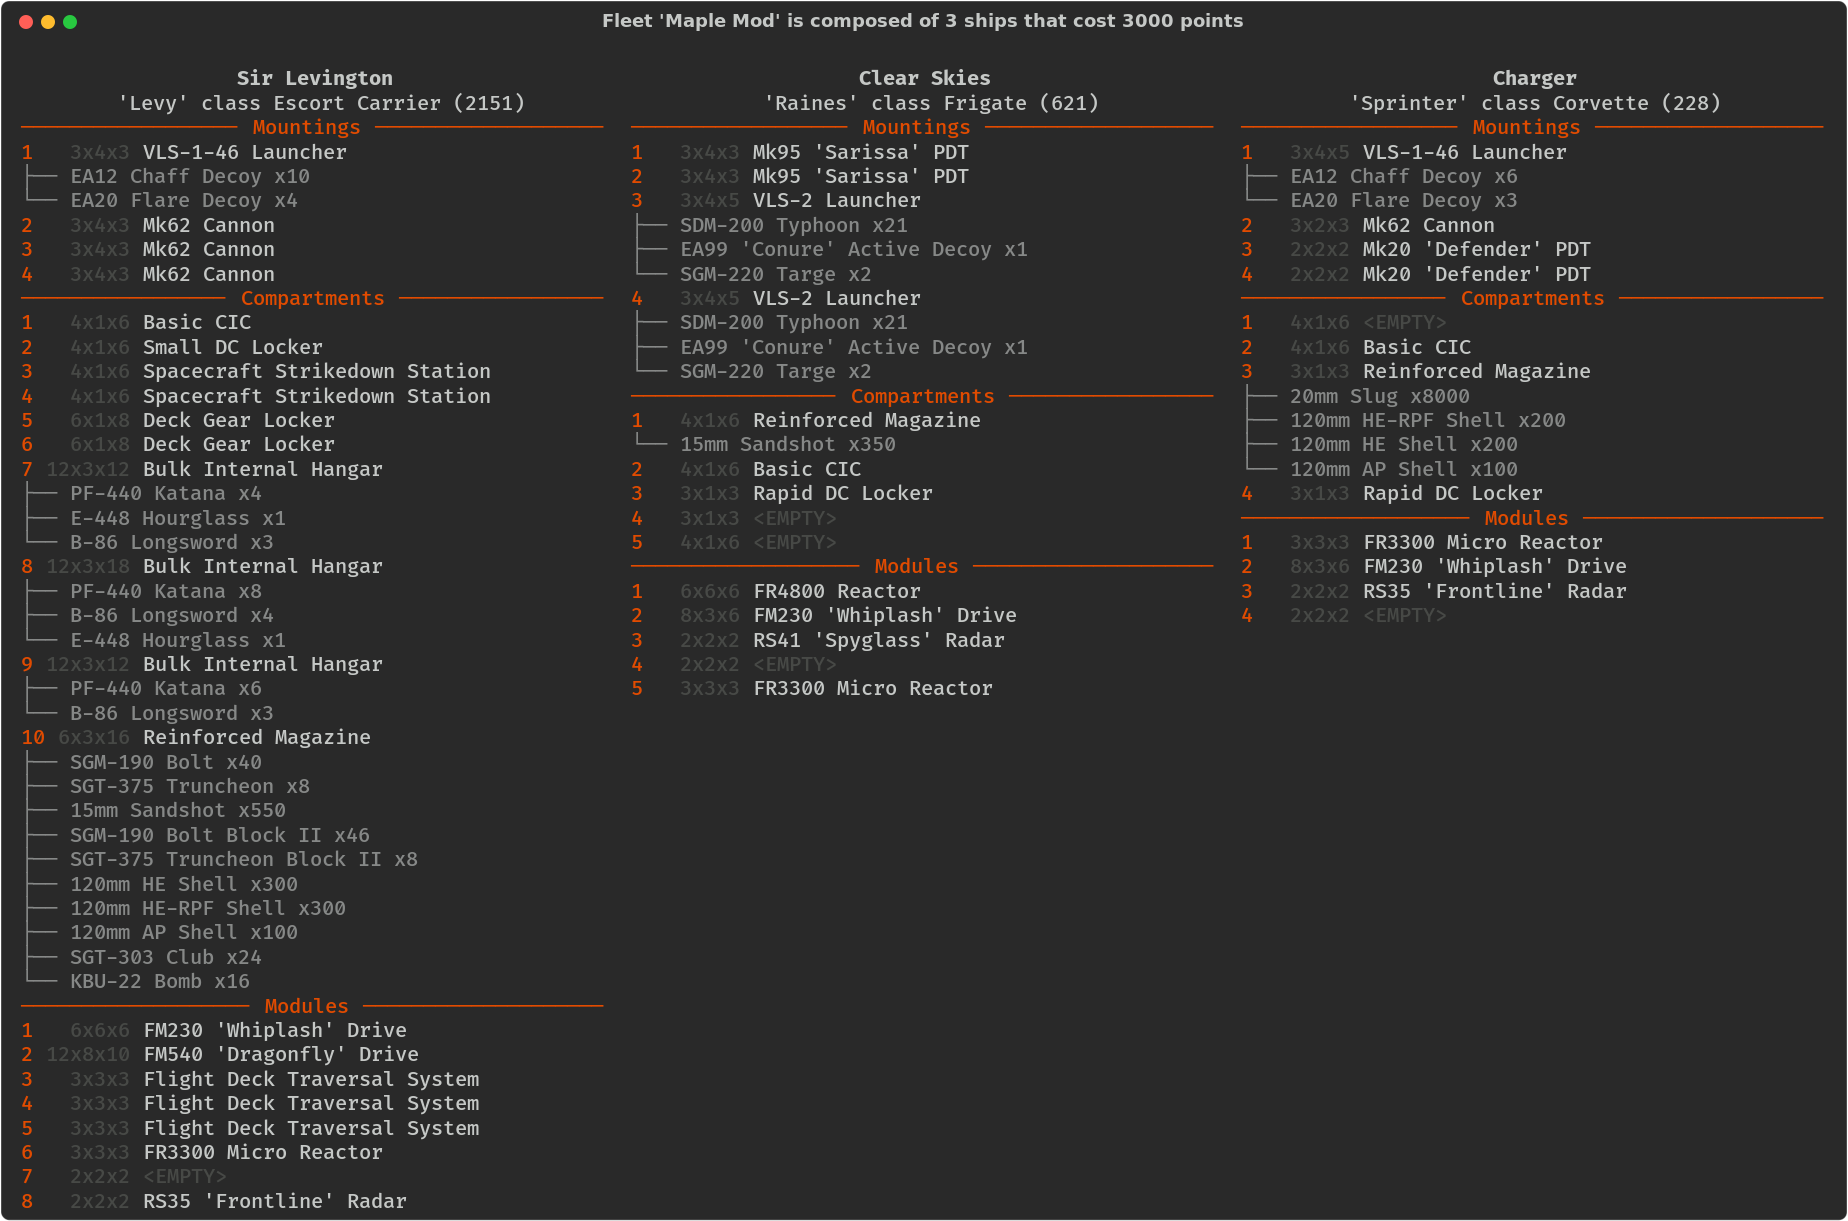 Fleet 'Maple Mod' is composed of 3 ships that cost 3000 points
Sir Levington
'Levy' class Escort Carrier (2151)
Mountings
1 3x4x3 VLS-1-46 Launcher
EA12 Chaff Decoy x10
EA20 Flare Decoy x4
2 3x4x3 Mk62 Cannon
3 3x4x3 Mk62 Cannon
4 3x4x3 Mk62 Cannon
Compartments
1 4x1x6 Basic CIC
2 4x1x6 Small DC Locker
3 4x1x6 Spacecraft Strikedown Station
4 4x1x6 Spacecraft Strikedown Station
5 6x1x8 Deck Gear Locker
6 6x1x8 Deck Gear Locker
7 12x3x12 Bulk Internal Hangar
PF-440 Katana x4
E-448 Hourglass x1
B-86 Longsword x3
8 12x3x18 Bulk Internal Hangar
PF-440 Katana x8
B-86 Longsword x4
E-448 Hourglass x1
9 12x3x12 Bulk Internal Hangar
PF-440 Katana x6
B-86 Longsword x3
10 6x3x16 Reinforced Magazine
SGM-190 Bolt x40
SGT-375 Truncheon x8
15mm Sandshot x550
SGM-190 Bolt Block II x46
SGT-375 Truncheon Block II x8
120mm HE Shell x300
120mm HE-RPF Shell x300
120mm AP Shell x100
SGT-303 Club x24
KBU-22 Bomb x16
Modules
1 6x6x6 FM230 'Whiplash' Drive
2 12x8x10 FM540 'Dragonfly' Drive
3 3x3x3 Flight Deck Traversal System
4 3x3x3 Flight Deck Traversal System
5 3x3x3 Flight Deck Traversal System
6 3x3x3 FR3300 Micro Reactor
7 2x2x2 <EMPTY>
8 2x2x2 RS35 'Frontline' Radar
Clear Skies
'Raines' class Frigate (621)
Mountings
1 3x4x3 Mk95 'Sarissa' PDT
2 3x4x3 Mk95 'Sarissa' PDT
3 3x4x5 VLS-2 Launcher
SDM-200 Typhoon x21
EA99 'Conure' Active Decoy x1
SGM-220 Targe x2
4 3x4x5 VLS-2 Launcher
SDM-200 Typhoon x21
EA99 'Conure' Active Decoy x1
SGM-220 Targe x2
Compartments
1 4x1x6 Reinforced Magazine
15mm Sandshot x350
2 4x1x6 Basic CIC
3 3x1x3 Rapid DC Locker
4 3x1x3 <EMPTY>
5 4x1x6 <EMPTY>
Modules
1 6x6x6 FR4800 Reactor
2 8x3x6 FM230 'Whiplash' Drive
3 2x2x2 RS41 'Spyglass' Radar
4 2x2x2 <EMPTY>
5 3x3x3 FR3300 Micro Reactor
Charger
'Sprinter' class Corvette (228)
Mountings
1 3x4x5 VLS-1-46 Launcher
EA12 Chaff Decoy x6
EA20 Flare Decoy x3
2 3x2x3 Mk62 Cannon
3 2x2x2 Mk20 'Defender' PDT
4 2x2x2 Mk20 'Defender' PDT
Compartments
1 4x1x6 <EMPTY>
2 4x1x6 Basic CIC
3 3x1x3 Reinforced Magazine
20mm Slug x8000
120mm HE-RPF Shell x200
120mm HE Shell x200
120mm AP Shell x100
4 3x1x3 Rapid DC Locker
Modules
1 3x3x3 FR3300 Micro Reactor
2 8x3x6 FM230 'Whiplash' Drive
3 2x2x2 RS35 'Frontline' Radar
4 2x2x2 <EMPTY>